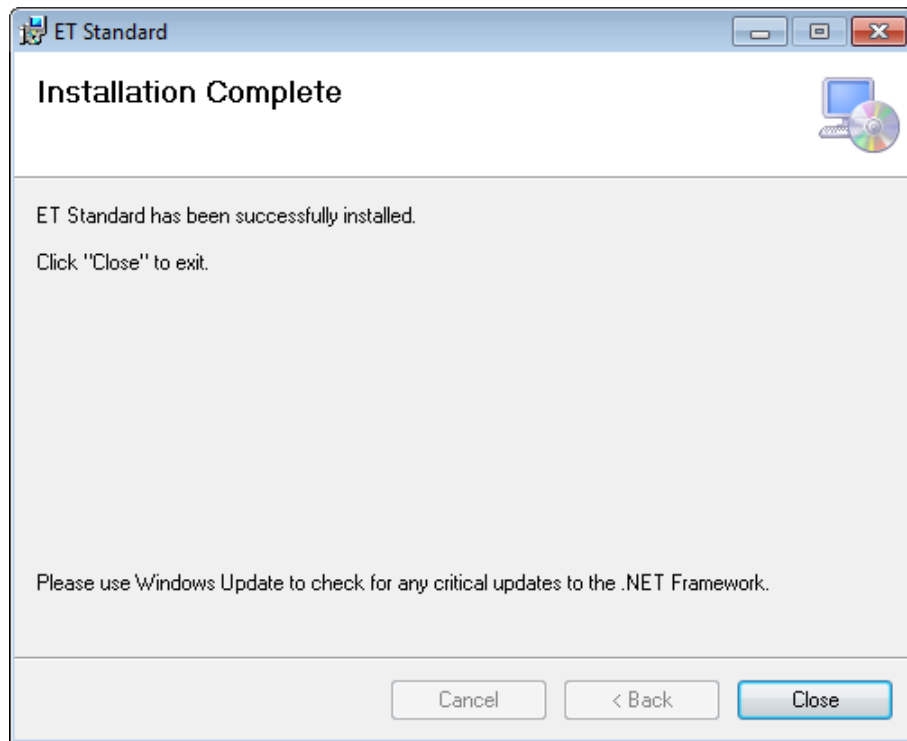 ET Standard
Installation Complete
ET Standard has been successfully installed.
Click "Close" to exit.
Please use Windows Update to check for any critical updates to the .NET Framework.
Cancel
< Back
Close